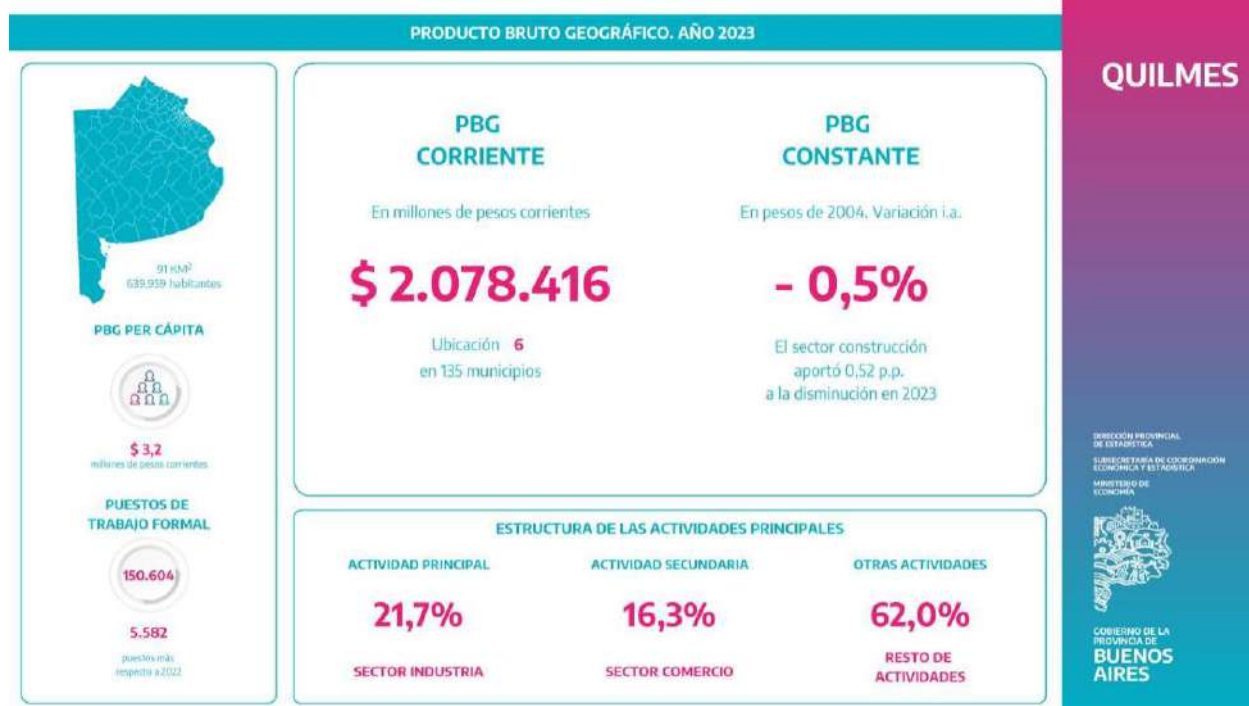 PRODUCTO BRUTO GEOGRÁFICO. AÑO 2023
QUILMES
91 KM²
639.959 habitantes
PBG PER CÁPITA
$ 3,2
millones de pesos corrientes
PUESTOS DE
TRABAJO FORMAL
150.604
5.582
puestos más
respecto a 2022
PBG
CORRIENTE
En millones de pesos corrientes
$ 2.078.416
Ubicación 6
en 135 municipios
PBG
CONSTANTE
En pesos de 2004. Variación i.a.
- 0,5%
El sector construcción
aportó 0,52 p.p.
a la disminución en 2023
ESTRUCTURA DE LAS ACTIVIDADES PRINCIPALES
ACTIVIDAD PRINCIPAL
21,7%
SECTOR INDUSTRIA
ACTIVIDAD SECUNDARIA
16,3%
SECTOR COMERCIO
OTRAS ACTIVIDADES
62,0%
RESTO DE
ACTIVIDADES
DIRECCIÓN PROVINCIAL
DE ESTADÍSTICA
SUBSECRETARÍA DE COORDINACIÓN
ECONÓMICA Y ESTADÍSTICA
MINISTERIO DE
ECONOMÍA
GOBIERNO DE LA
PROVINCIA DE
BUENOS
AIRES